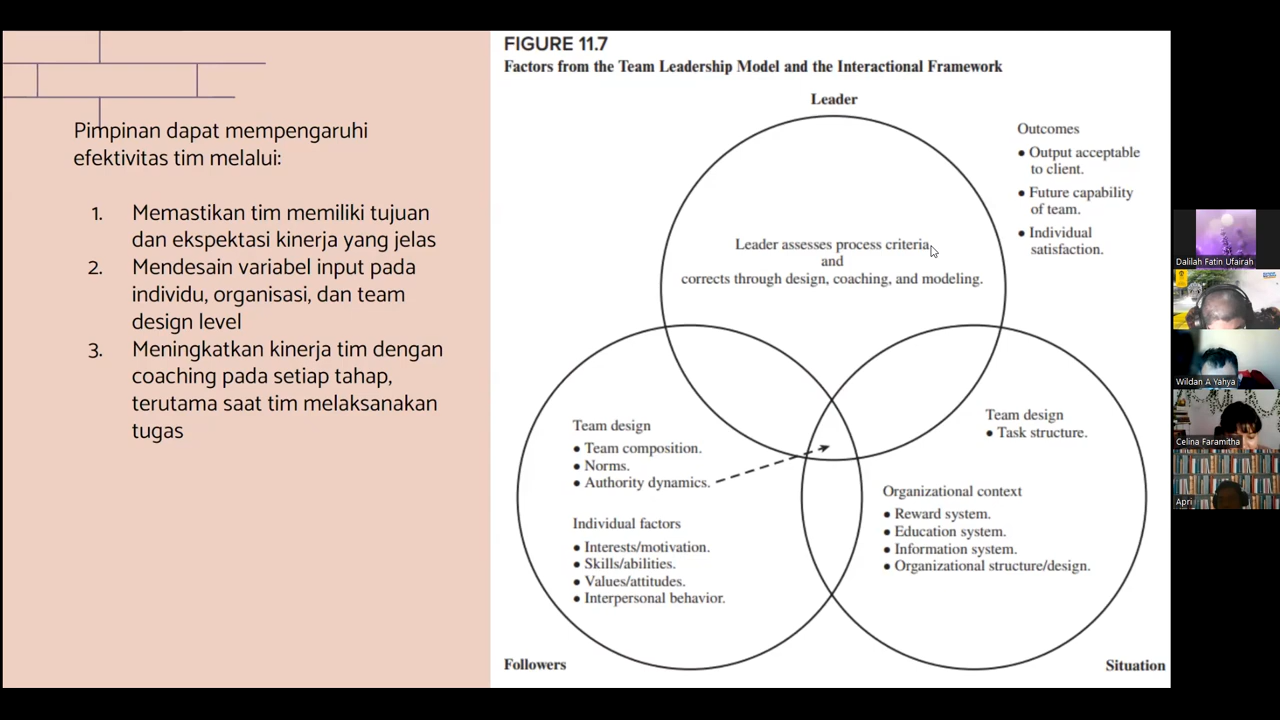 Pimpinan dapat mempengaruhi
efektivitas tim melalui:
1. Memastikan tim memiliki tujuan
dan ekspektasi kinerja yang jelas
2. Mendesain variabel input pada
individu, organisasi, dan team
design level
3. Meningkatkan kinerja tim dengan
coaching pada setiap tahap,
terutama saat tim melaksanakan
tugas
FIGURE 11.7
Factors from the Team Leadership Model and the Interactional Framework
Leader
Outcomes
• Output acceptable
to client.
• Future capability
of team.
• Individual
satisfaction.
Leader assesses process criteria
and
corrects through design, coaching, and modeling.
Team design
• Team composition.
• Norms.
• Authority dynamics.
Individual factors
• Interests/motivation.
• Skills/abilities.
• Values/attitudes.
• Interpersonal behavior.
Team design
• Task structure.
Organizational context
• Reward system.
• Education system.
• Information system.
• Organizational structure/design.
Followers
Situation
Dalilah Fatin Ufairah
Wildan A Yahya
Celina Faramitha
Apri